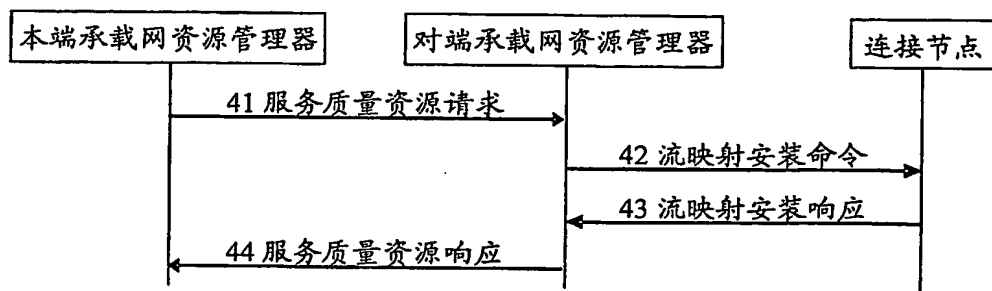 本端承载网资源管理器
对端承载网资源管理器
连接节点
41 服务质量资源请求
42 流映射安装命令
43 流映射安装响应
44 服务质量资源响应